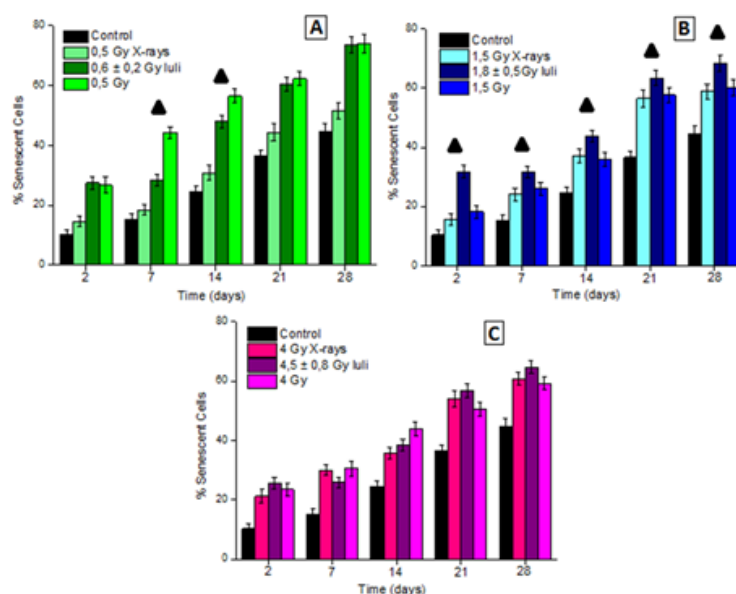 A
Control
0,5 Gy X-rays
0,6 ± 0,2 Gy luli
0,5 Gy
80
60
40
20
0
% Senescent Cells
2 7 14 21 28
Time (days)
B
Control
1,5 Gy X-rays
1,8 ± 0,5Gy luli
1,5 Gy
80
60
40
20
0
% Senescent Cells
2 7 14 21 28
Time (days)
C
Control
4 Gy X-rays
4,5 ± 0,8 Gy luli
4 Gy
80
60
40
20
0
% Senescent Cells
2 7 14 21 28
Time (days)